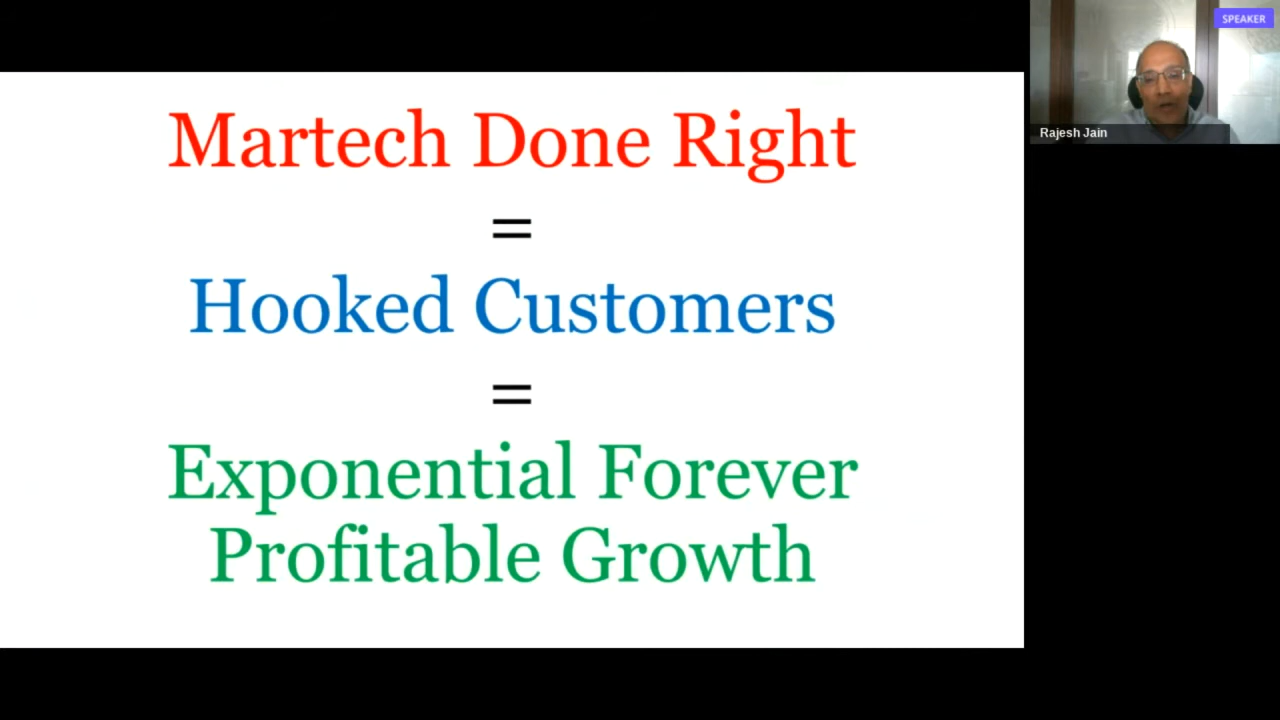 Martech Done Right
=
Hooked Customers
=
Exponential Forever
Profitable Growth
SPEAKER
Rajesh Jain